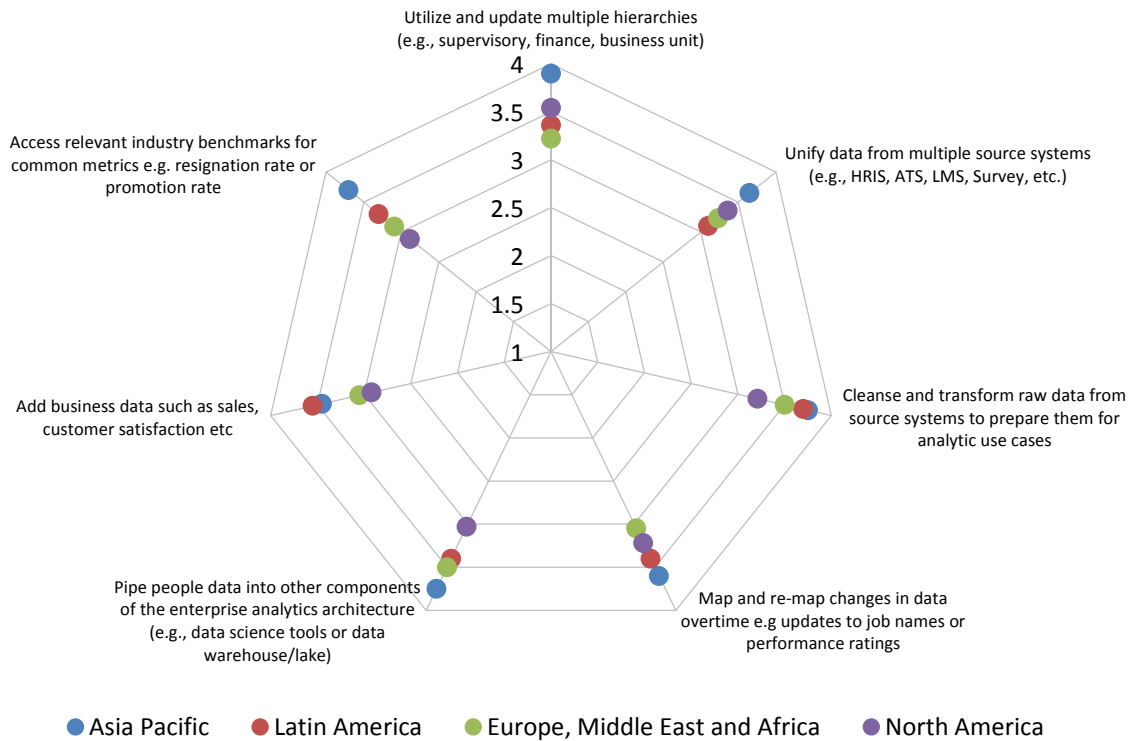 Utilize and update multiple hierarchies
(e.g., supervisory, finance, business unit)
4
3.5
3
2.5
2
1.5
1
Access relevant industry benchmarks for
common metrics e.g. resignation rate or
promotion rate
Unify data from multiple source systems
(e.g., HRIS, ATS, LMS, Survey, etc.)
Add business data such as sales,
customer satisfaction etc
Cleanse and transform raw data from
source systems to prepare them for
analytic use cases
Pipe people data into other components
of the enterprise analytics architecture
(e.g., data science tools or data
warehouse/lake)
Map and re-map changes in data
overtime e.g updates to job names or
performance ratings
Asia Pacific
Latin America
Europe, Middle East and Africa
North America